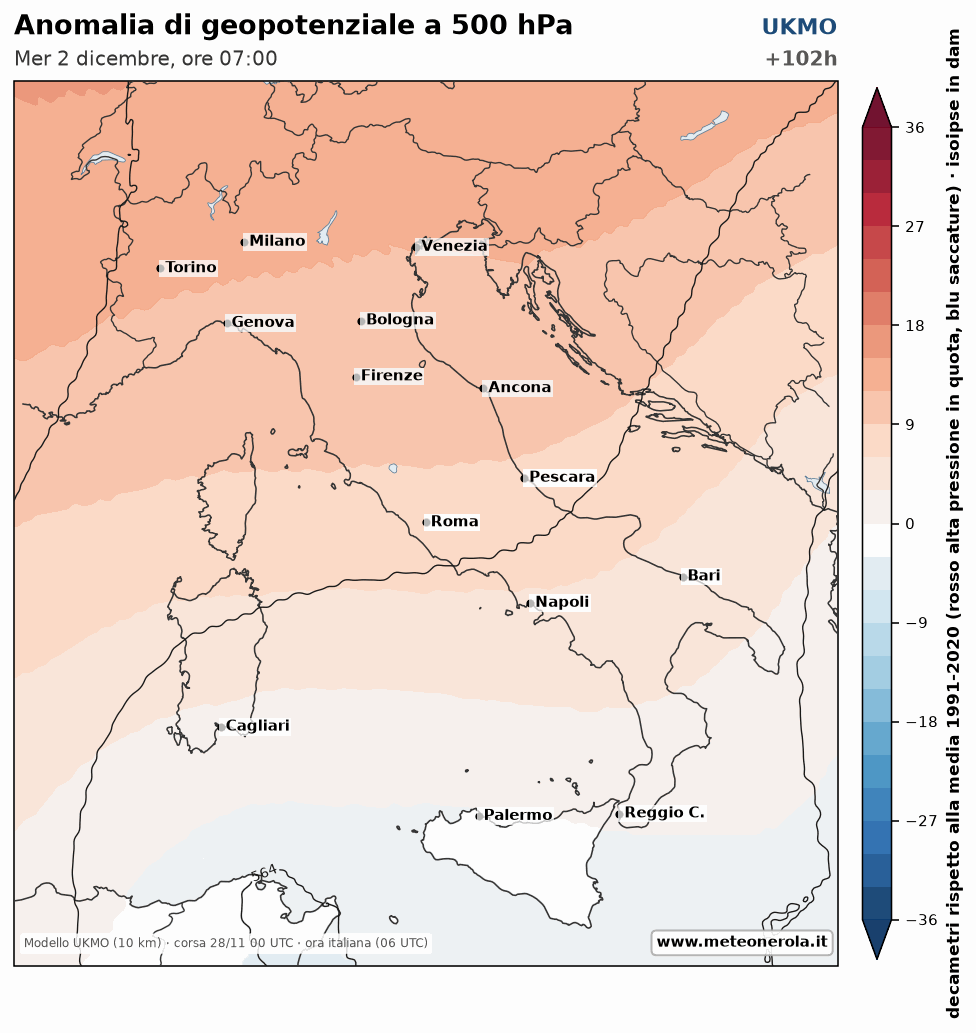 Anomalia di geopotenziale a 500 hPa
UKMO
Mer 2 dicembre, ore 07:00
+102h
Milano
Venezia
Torino
Genova
Bologna
Firenze
Ancona
Pescara
Roma
Bari
Napoli
Cagliari
Palermo
Reggio C.
564
Modello UKMO (10 km) · corsa 28/11 00 UTC · ora italiana (06 UTC)
www.meteonerola.it
36
27
18
9
0
−9
−18
−27
−36
decametri rispetto alla media 1991-2020 (rosso alta pressione in quota, blu saccature) · isoipse in dam